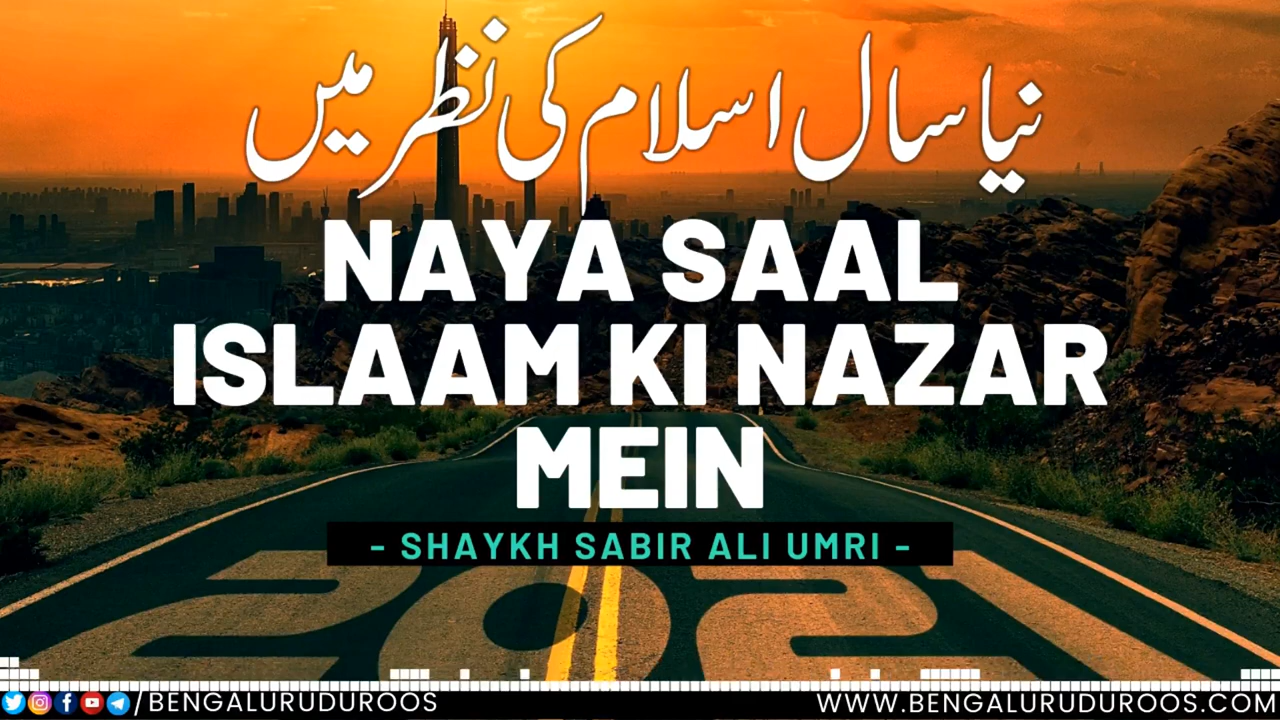 نیا سال اسلام کی نظر میں
NAYA SAAL
ISLAAM KI NAZAR
MEIN
- SHAYKH SABIR ALI UMRI -
2021
/BENGALURUDUROOS
WWW.BENGALURUDUROOS.COM